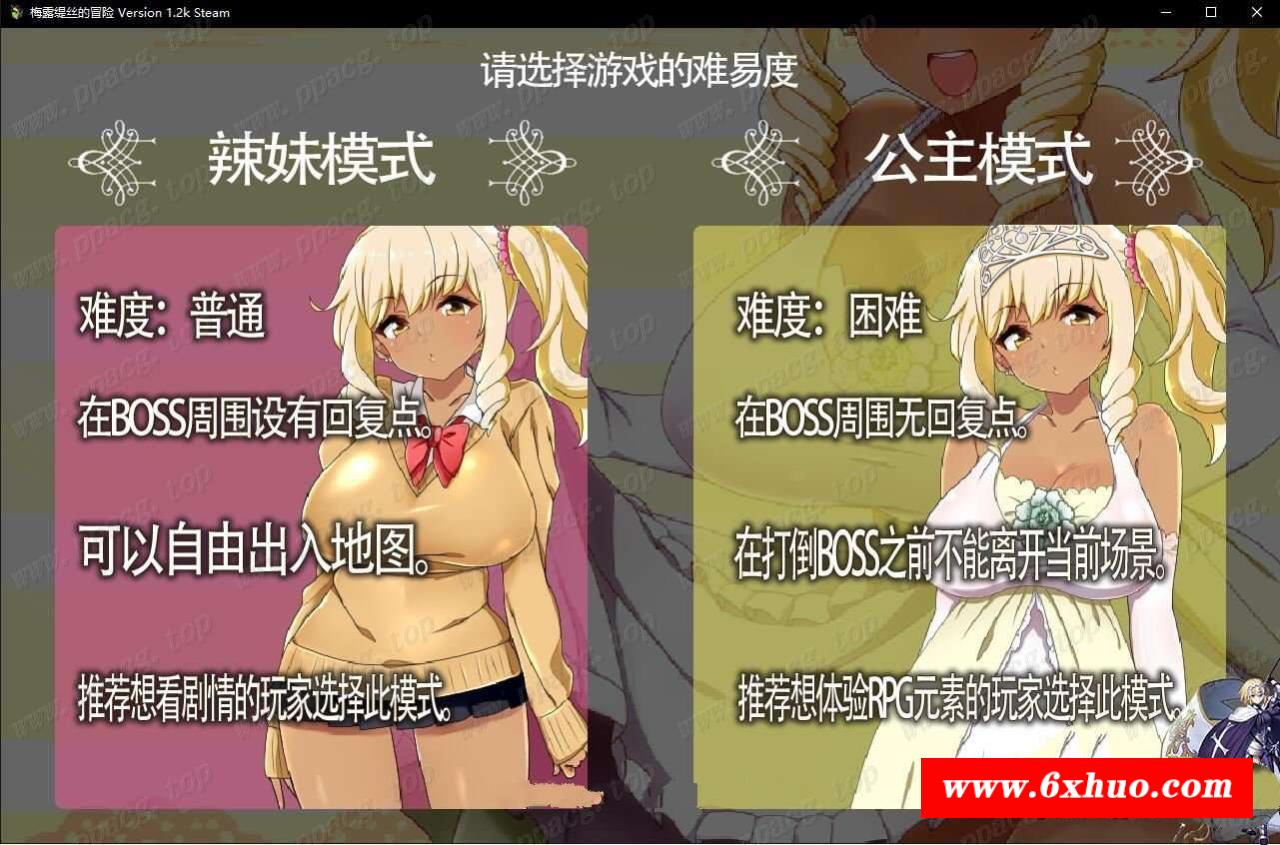 梅露缇丝的冒险 Version 1.2k Steam
请选择游戏的难易度
辣妹模式
难度：普通
在BOSS周围设有回复点。
可以自由出入地图。
推荐想看剧情的玩家选择此模式。
公主模式
难度：困难
在BOSS周围无回复点。
在打倒BOSS之前不能离开当前场景。
推荐想体验RPG元素的玩家选择此模式。
www.6xhuo.com
www.ppacg.top